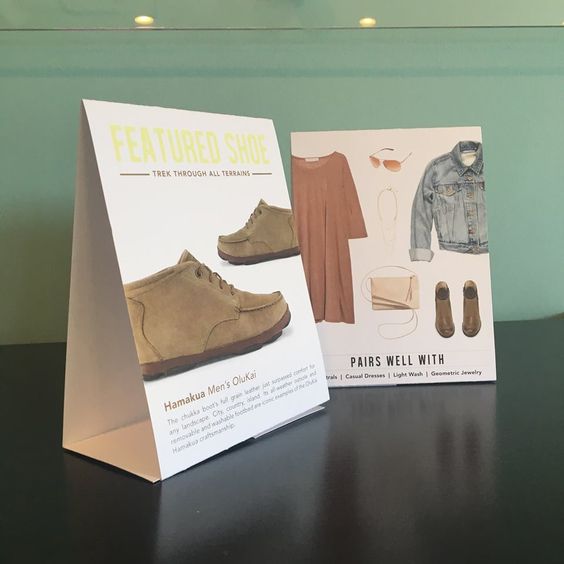 FEATURED SHOE
TREK THROUGH ALL TERRAINS
Hamakua Men's OluKai
The chukka boot's full grain leather just surpassed comfort for
any landscape. City, country, island. Its all-weather outsole and
removable and washable footbed are iconic examples of the OluKai
Hamakua craftsmanship.
PAIRS WELL WITH
| Casual Dresses | Light Wash | Geometric Jewelry